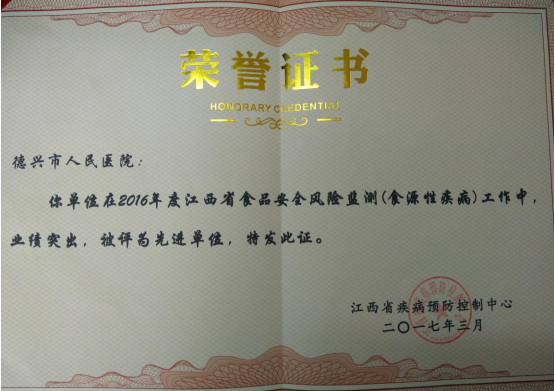 荣誉证书
HONORARY CREDENTIAL
德兴市人民医院：
你单位在2016年度江西省食品安全风险监测(食源性疾病)工作中,
业绩突出，被评为先进单位，特发此证。
江西省疾病预防控制中心
二〇一七年三月